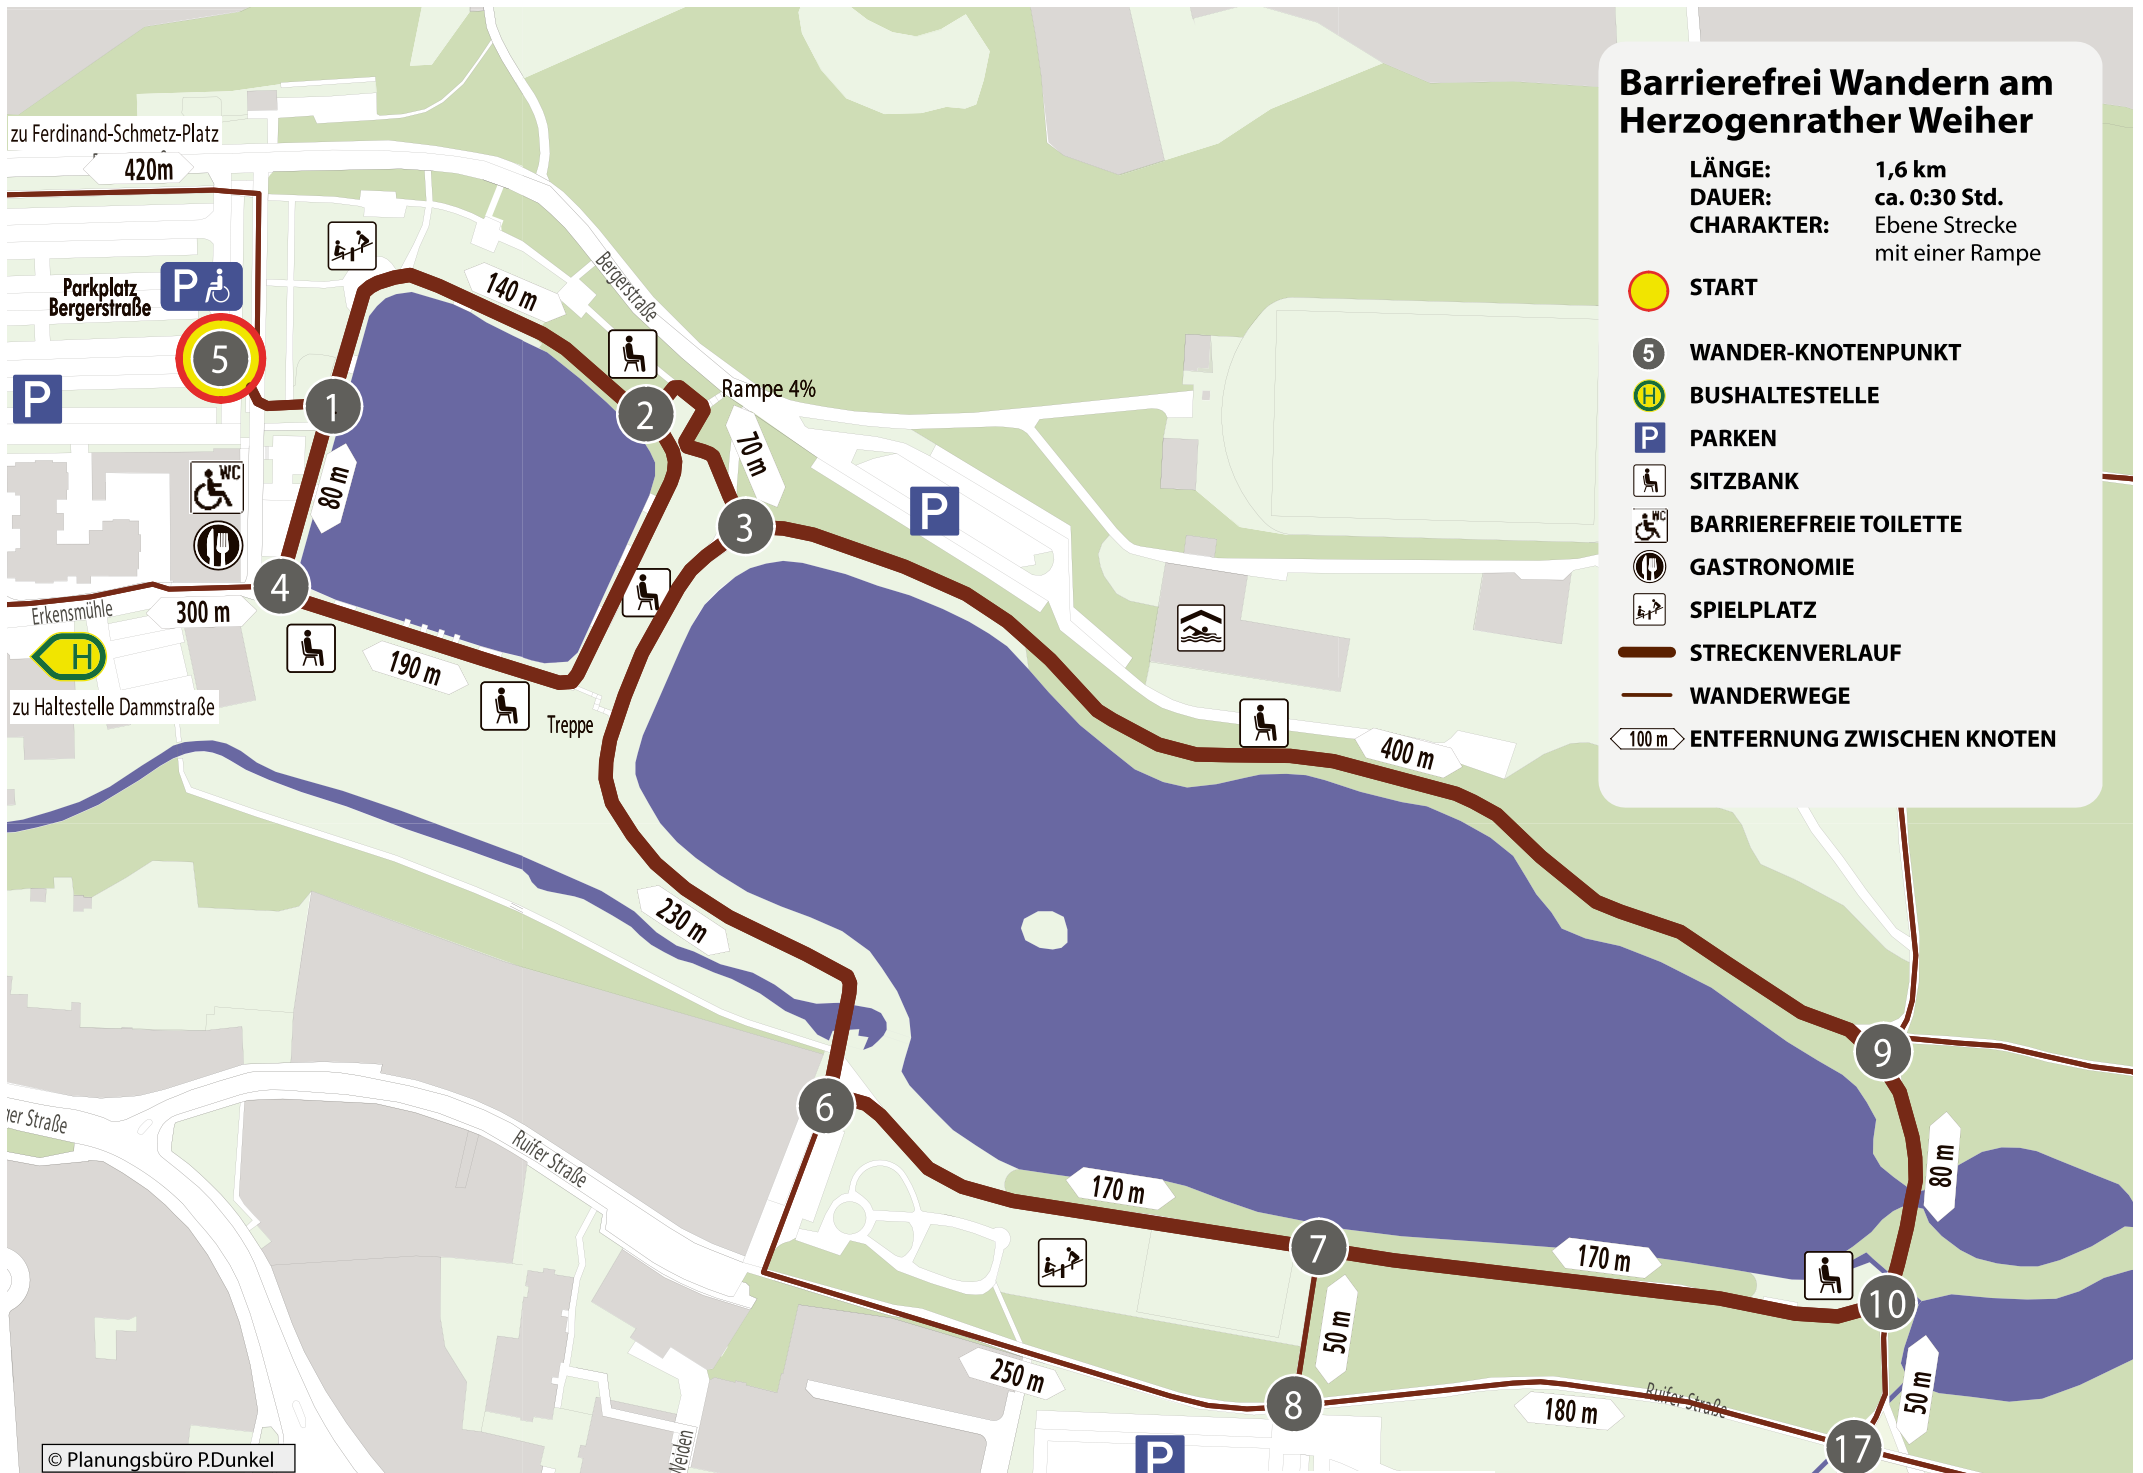 Barrierefrei Wandern am
Herzogenrather Weiher
LÄNGE: 1,6 km
DAUER: ca. 0:30 Std.
CHARAKTER: Ebene Strecke
mit einer Rampe
START
5 WANDER-KNOTENPUNKT
H BUSHALTESTELLE
P PARKEN
SITZBANK
WC BARRIEREFREIE TOILETTE
GASTRONOMIE
SPIELPLATZ
STRECKENVERLAUF
WANDERWEGE
100 m ENTFERNUNG ZWISCHEN KNOTEN
zu Ferdinand-Schmetz-Platz
420m
Parkplatz
Bergerstraße
P
5
P
1
140 m
Bergerstraße
2
Rampe 4%
70 m
80 m
WC
3
P
4
Erkensmühle
300 m
H
zu Haltestelle Dammstraße
190 m
Treppe
400 m
230 m
9
6
80 m
ger Straße
Ruifer Straße
170 m
7
170 m
10
50 m
250 m
8
180 m
Ruifer Straße
50 m
17
P
Weiden
© Planungsbüro P.Dunkel